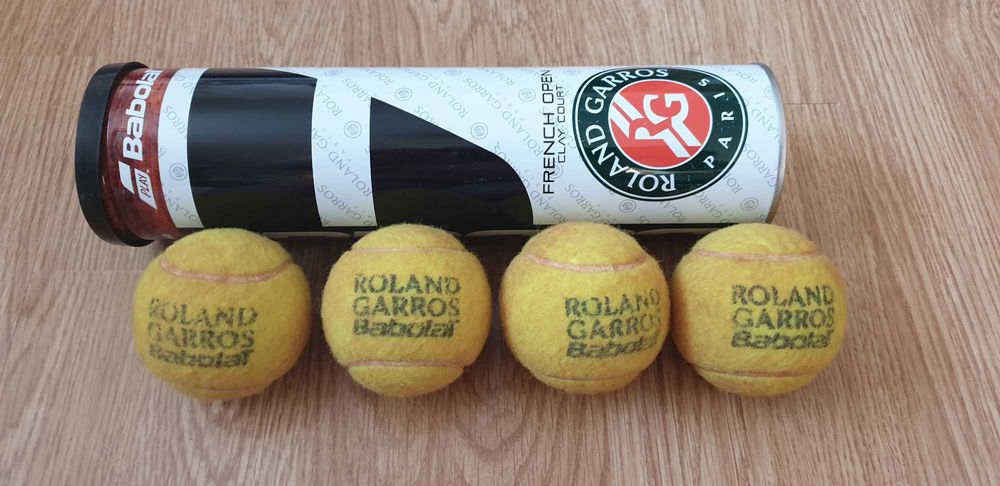 Babolat
PLAY
FRENCH OPEN
CLAY COURT
ROLAND GARROS
PARIS
RG
ROLAND
GARROS
Babolat
ROLAND
GARROS
Babolat
ROLAND
GARROS
Babolat
ROLAND
GARROS
Babolat